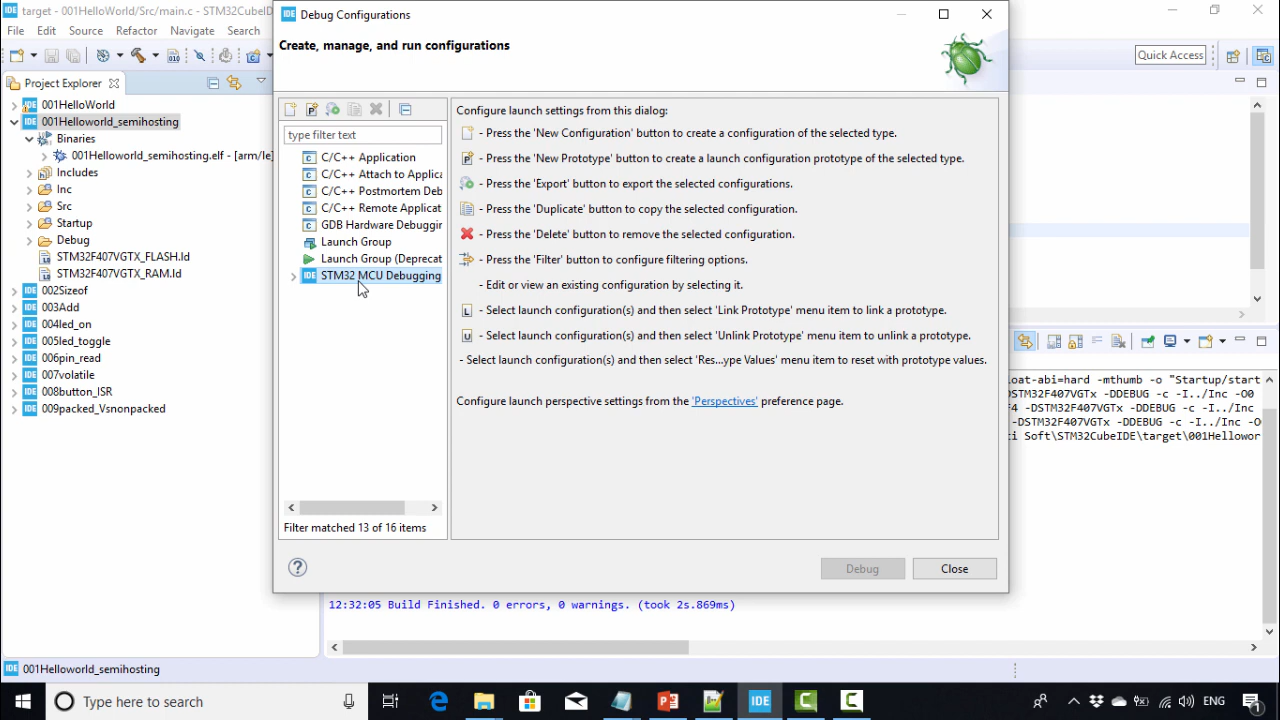 target - 001HelloWorld/Src/main.c - STM32CubeID
File Edit Source Refactor Navigate Search
Quick Access
Project Explorer
001HelloWorld
001Helloworld_semihosting
Binaries
001Helloworld_semihosting.elf - [arm/le]
Includes
Inc
Src
Startup
Debug
STM32F407VGTX_FLASH.ld
STM32F407VGTX_RAM.ld
002Sizeof
003Add
004led_on
005led_toggle
006pin_read
007volatile
008button_ISR
009packed_Vsnonpacked
IDE Debug Configurations
Create, manage, and run configurations
type filter text
C/C++ Application
C/C++ Attach to Applica
C/C++ Postmortem Deb
C/C++ Remote Applicat
GDB Hardware Debuggin
Launch Group
Launch Group (Deprecat
IDE STM32 MCU Debugging
Filter matched 13 of 16 items
Configure launch settings from this dialog:
- Press the 'New Configuration' button to create a configuration of the selected type.
- Press the 'New Prototype' button to create a launch configuration prototype of the selected type.
- Press the 'Export' button to export the selected configurations.
- Press the 'Duplicate' button to copy the selected configuration.
- Press the 'Delete' button to remove the selected configuration.
- Press the 'Filter' button to configure filtering options.
- Edit or view an existing configuration by selecting it.
- Select launch configuration(s) and then select 'Link Prototype' menu item to link a prototype.
- Select launch configuration(s) and then select 'Unlink Prototype' menu item to unlink a prototype.
- Select launch configuration(s) and then select 'Res...ype Values' menu item to reset with prototype values.
Configure launch perspective settings from the 'Perspectives' preference page.
Debug Close
oat-abi=hard -mthumb -o "Startup/start
-DSTM32F407VGTx -DDEBUG -c -I../Inc -O0
F4 -DSTM32F407VGTx -DDEBUG -c -I../Inc
-DSTM32F407VGTx -DDEBUG -c -I../Inc -O
i Soft\STM32CubeIDE\target\001Hellowor
12:32:05 Build Finished. 0 errors, 0 warnings. (took 2s.869ms)
IDE 001Helloworld_semihosting
Type here to search
IDE
ENG
1